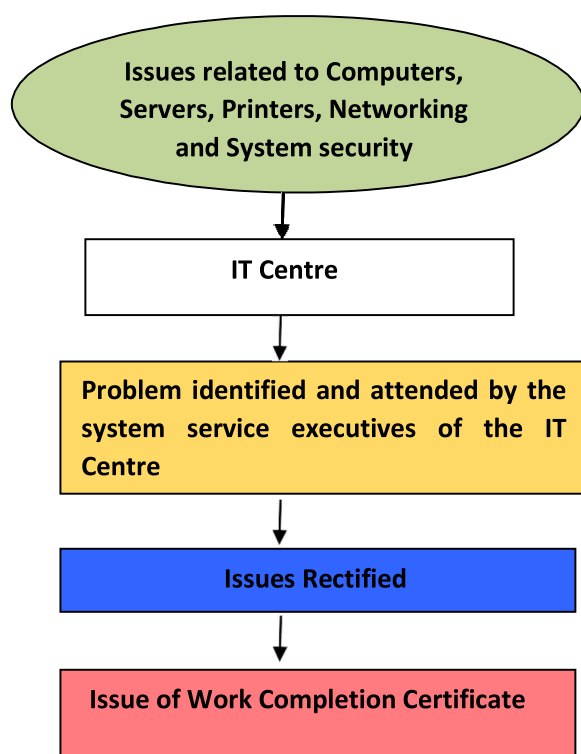 Issues related to Computers,
Servers, Printers, Networking
and System security
IT Centre
Problem identified and attended by the
system service executives of the IT
Centre
Issues Rectified
Issue of Work Completion Certificate